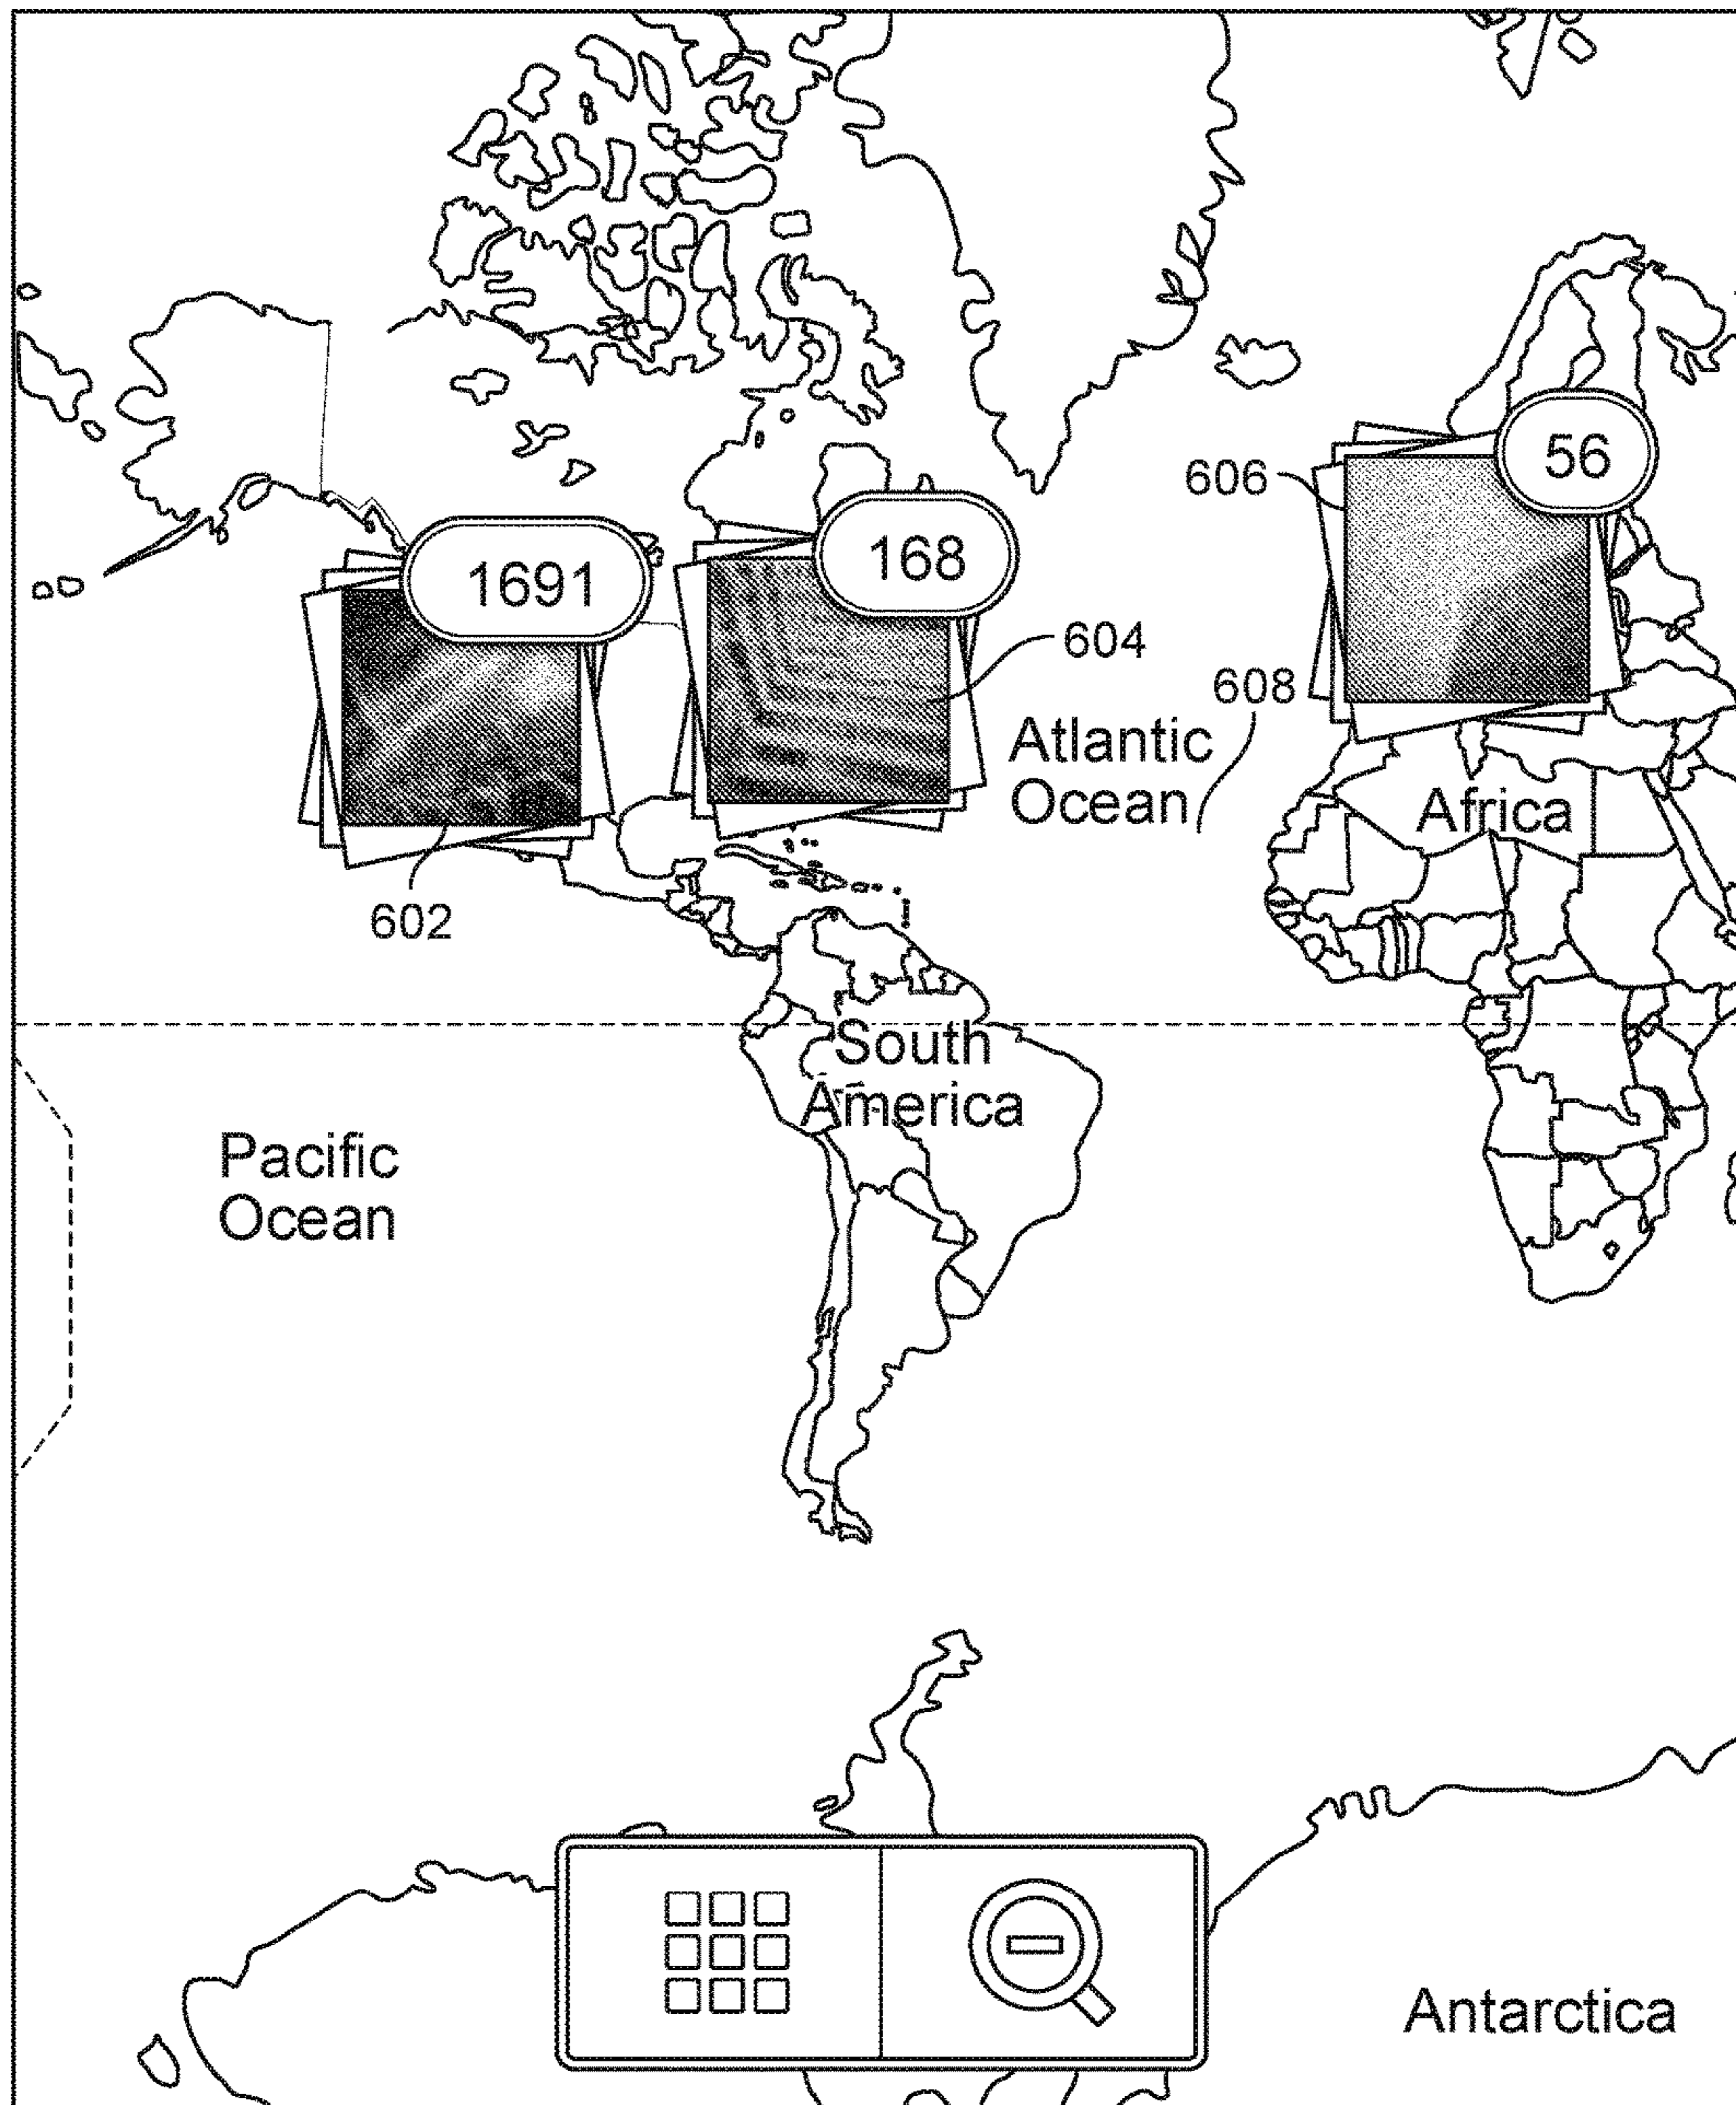 56
606
1691
168
604
608
Atlantic
Ocean
Africa
602
South
America
Pacific
Ocean
Antarctica